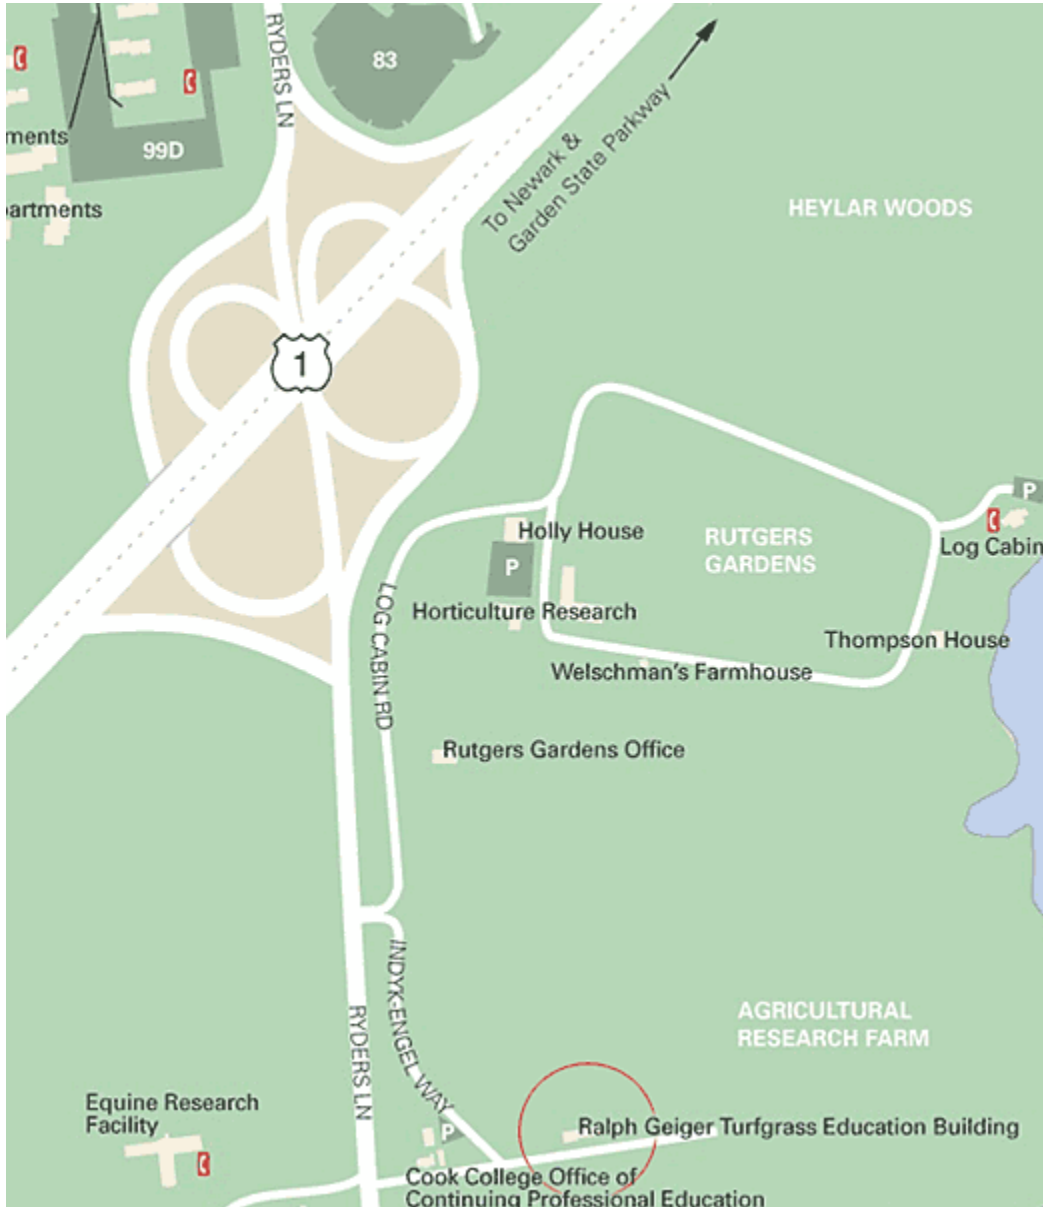 RYDERS LN
83
ments
99D
partments
To Newark &
Garden State Parkway
HEYLAR WOODS
1
P
Holly House
RUTGERS
GARDENS
Log Cabin
P
LOG CABIN RD
Horticulture Research
Thompson House
Welschman's Farmhouse
Rutgers Gardens Office
INDYK-ENGEL WAY
RYDERS LN
AGRICULTURAL
RESEARCH FARM
Equine Research
Facility
P
Ralph Geiger Turfgrass Education Building
Cook College Office of
Continuing Professional Education